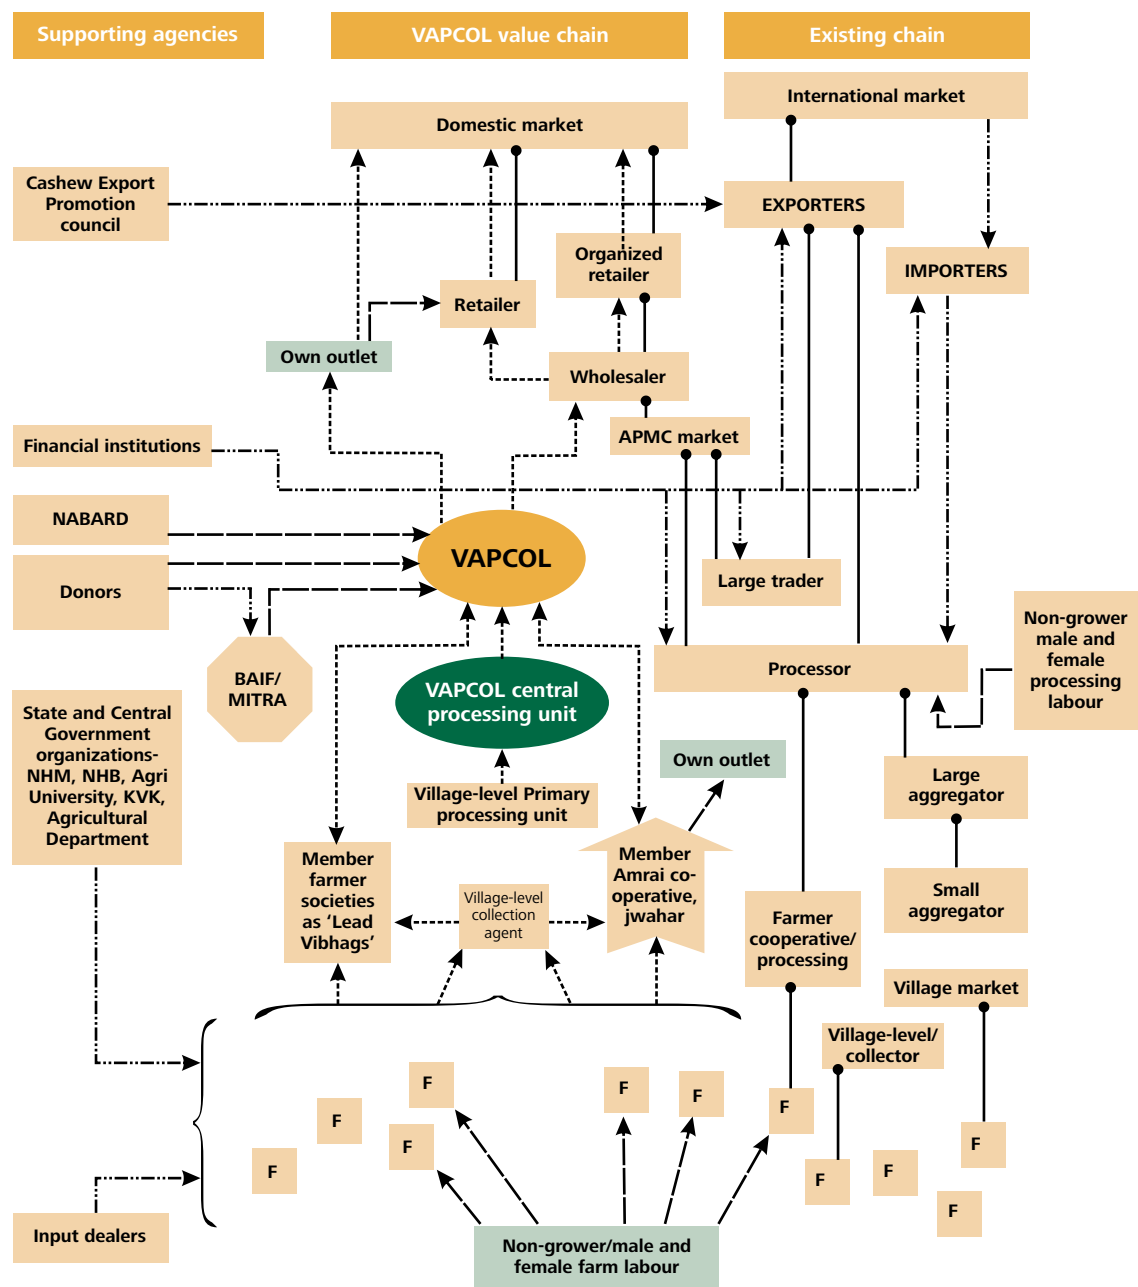 Supporting agencies
VAPCOL value chain
Existing chain
International market
Domestic market
Cashew Export
Promotion
council
EXPORTERS
Organized
retailer
IMPORTERS
Retailer
Own outlet
Wholesaler
APMC market
Financial institutions
NABARD
VAPCOL
Donors
Large trader
Non-grower
male and
female
processing
labour
BAIF/
MITRA
VAPCOL central
processing unit
Processor
State and Central
Government
organizations-
NHM, NHB, Agri
University, KVK,
Agricultural
Department
Own outlet
Large
aggregator
Village-level Primary
processing unit
Member
farmer
societies
as ‘Lead
Vibhags’
Village-level
collection
agent
Member
Amrai co-
operative,
jwahar
Small
aggregator
Farmer
cooperative/
processing
Village market
Village-level/
collector
F
F
F
F
F
F
F
F
F
F
F
F
Input dealers
Non-grower/male and
female farm labour